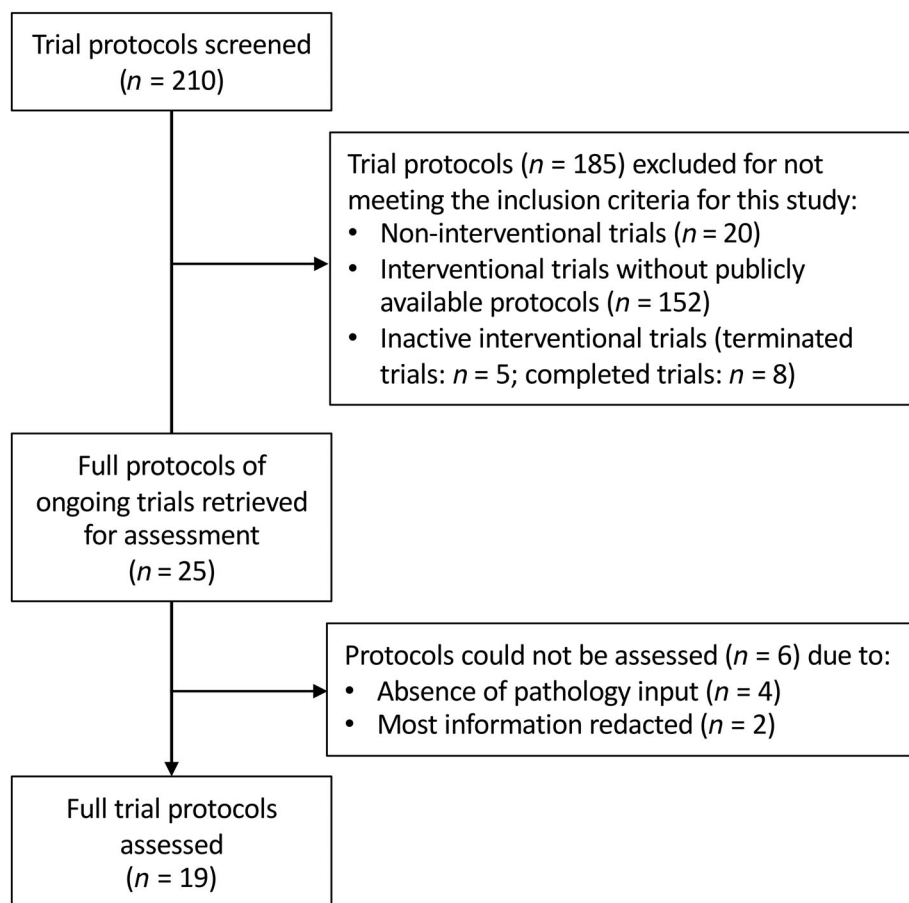 Trial protocols screened
(n = 210)
Trial protocols (n = 185) excluded for not
meeting the inclusion criteria for this study:
• Non-interventional trials (n = 20)
• Interventional trials without publicly
available protocols (n = 152)
• Inactive interventional trials (terminated
trials: n = 5; completed trials: n = 8)
Full protocols of
ongoing trials retrieved
for assessment
(n = 25)
Protocols could not be assessed (n = 6) due to:
• Absence of pathology input (n = 4)
• Most information redacted (n = 2)
Full trial protocols
assessed
(n = 19)